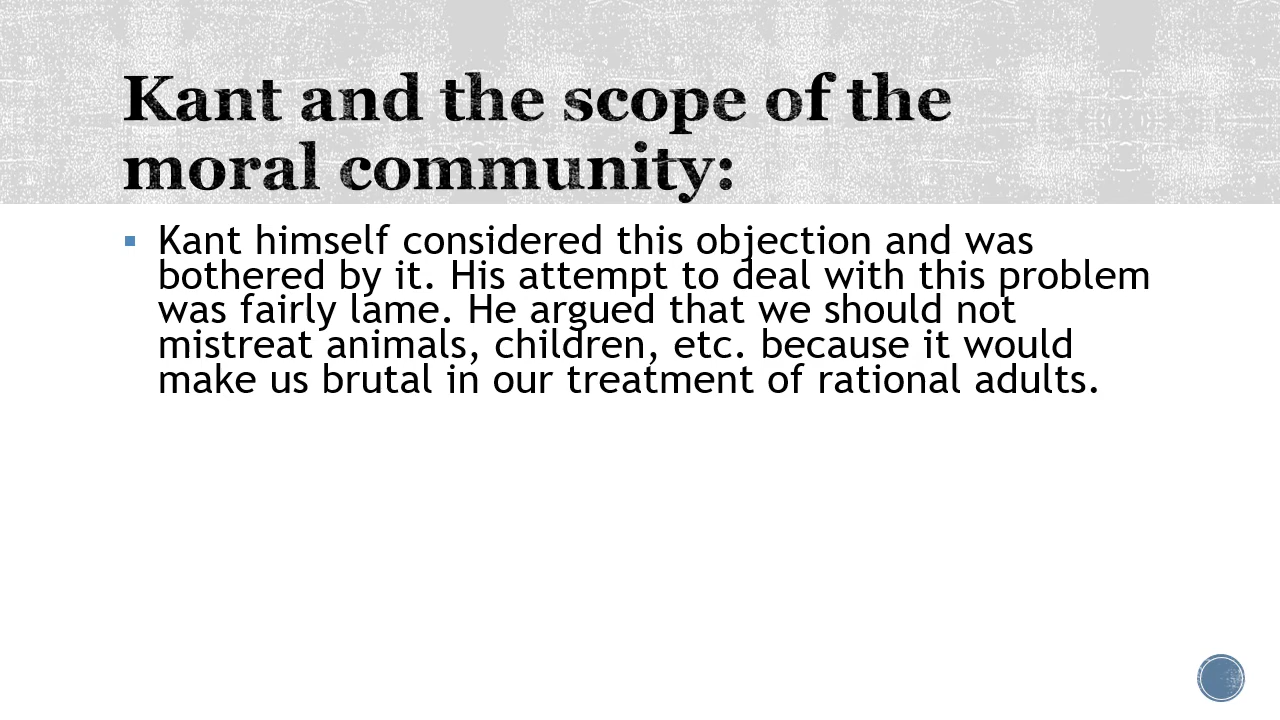 Kant and the scope of the
moral community:
▪ Kant himself considered this objection and was
bothered by it. His attempt to deal with this problem
was fairly lame. He argued that we should not
mistreat animals, children, etc. because it would
make us brutal in our treatment of rational adults.